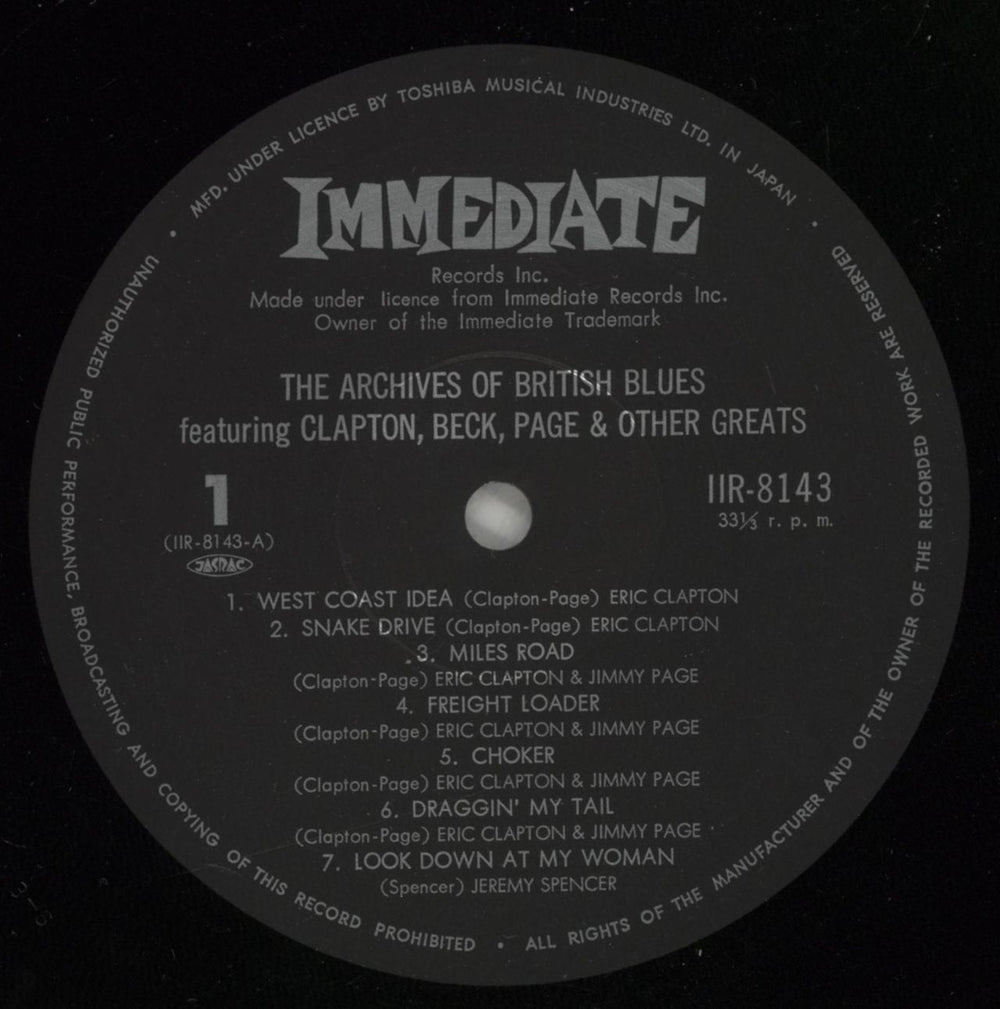 MFD. UNDER LICENCE BY TOSHIBA MUSICAL INDUSTRIES LTD. IN JAPAN •
IMMEDIATE
Records Inc.
Made under licence from Immediate Records Inc.
Owner of the Immediate Trademark
THE ARCHIVES OF BRITISH BLUES
featuring CLAPTON, BECK, PAGE & OTHER GREATS
1
(IIR-8143-A)
JASRAC
IIR-8143
33⅓ r. p. m.
1. WEST COAST IDEA (Clapton-Page) ERIC CLAPTON
2. SNAKE DRIVE (Clapton-Page) ERIC CLAPTON
3. MILES ROAD
(Clapton-Page) ERIC CLAPTON & JIMMY PAGE
4. FREIGHT LOADER
(Clapton-Page) ERIC CLAPTON & JIMMY PAGE
5. CHOKER
(Clapton-Page) ERIC CLAPTON & JIMMY PAGE
6. DRAGGIN' MY TAIL
(Clapton-Page) ERIC CLAPTON & JIMMY PAGE
7. LOOK DOWN AT MY WOMAN
(Spencer) JEREMY SPENCER
• UNAUTHORIZED PUBLIC PERFORMANCE, BROADCASTING AND COPYING OF THIS RECORD PROHIBITED • ALL RIGHTS OF THE MANUFACTURER AND OF THE OWNER OF THE RECORDED WORK ARE RESERVED